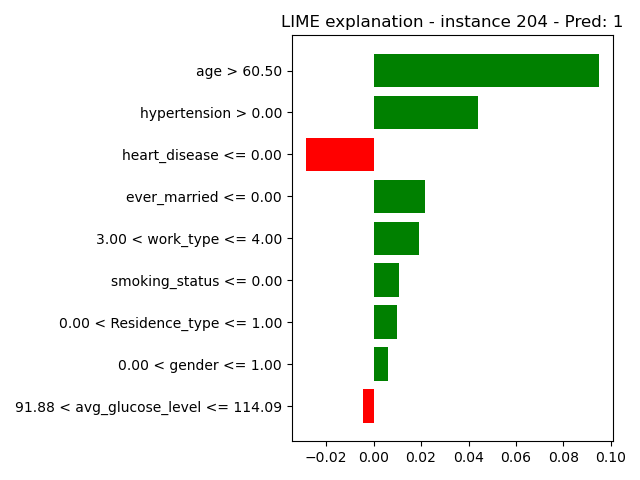 LIME explanation - instance 204 - Pred: 1
age > 60.50
hypertension > 0.00
heart_disease <= 0.00
ever_married <= 0.00
3.00 < work_type <= 4.00
smoking_status <= 0.00
0.00 < Residence_type <= 1.00
0.00 < gender <= 1.00
91.88 < avg_glucose_level <= 114.09
−0.02 0.00 0.02 0.04 0.06 0.08 0.10